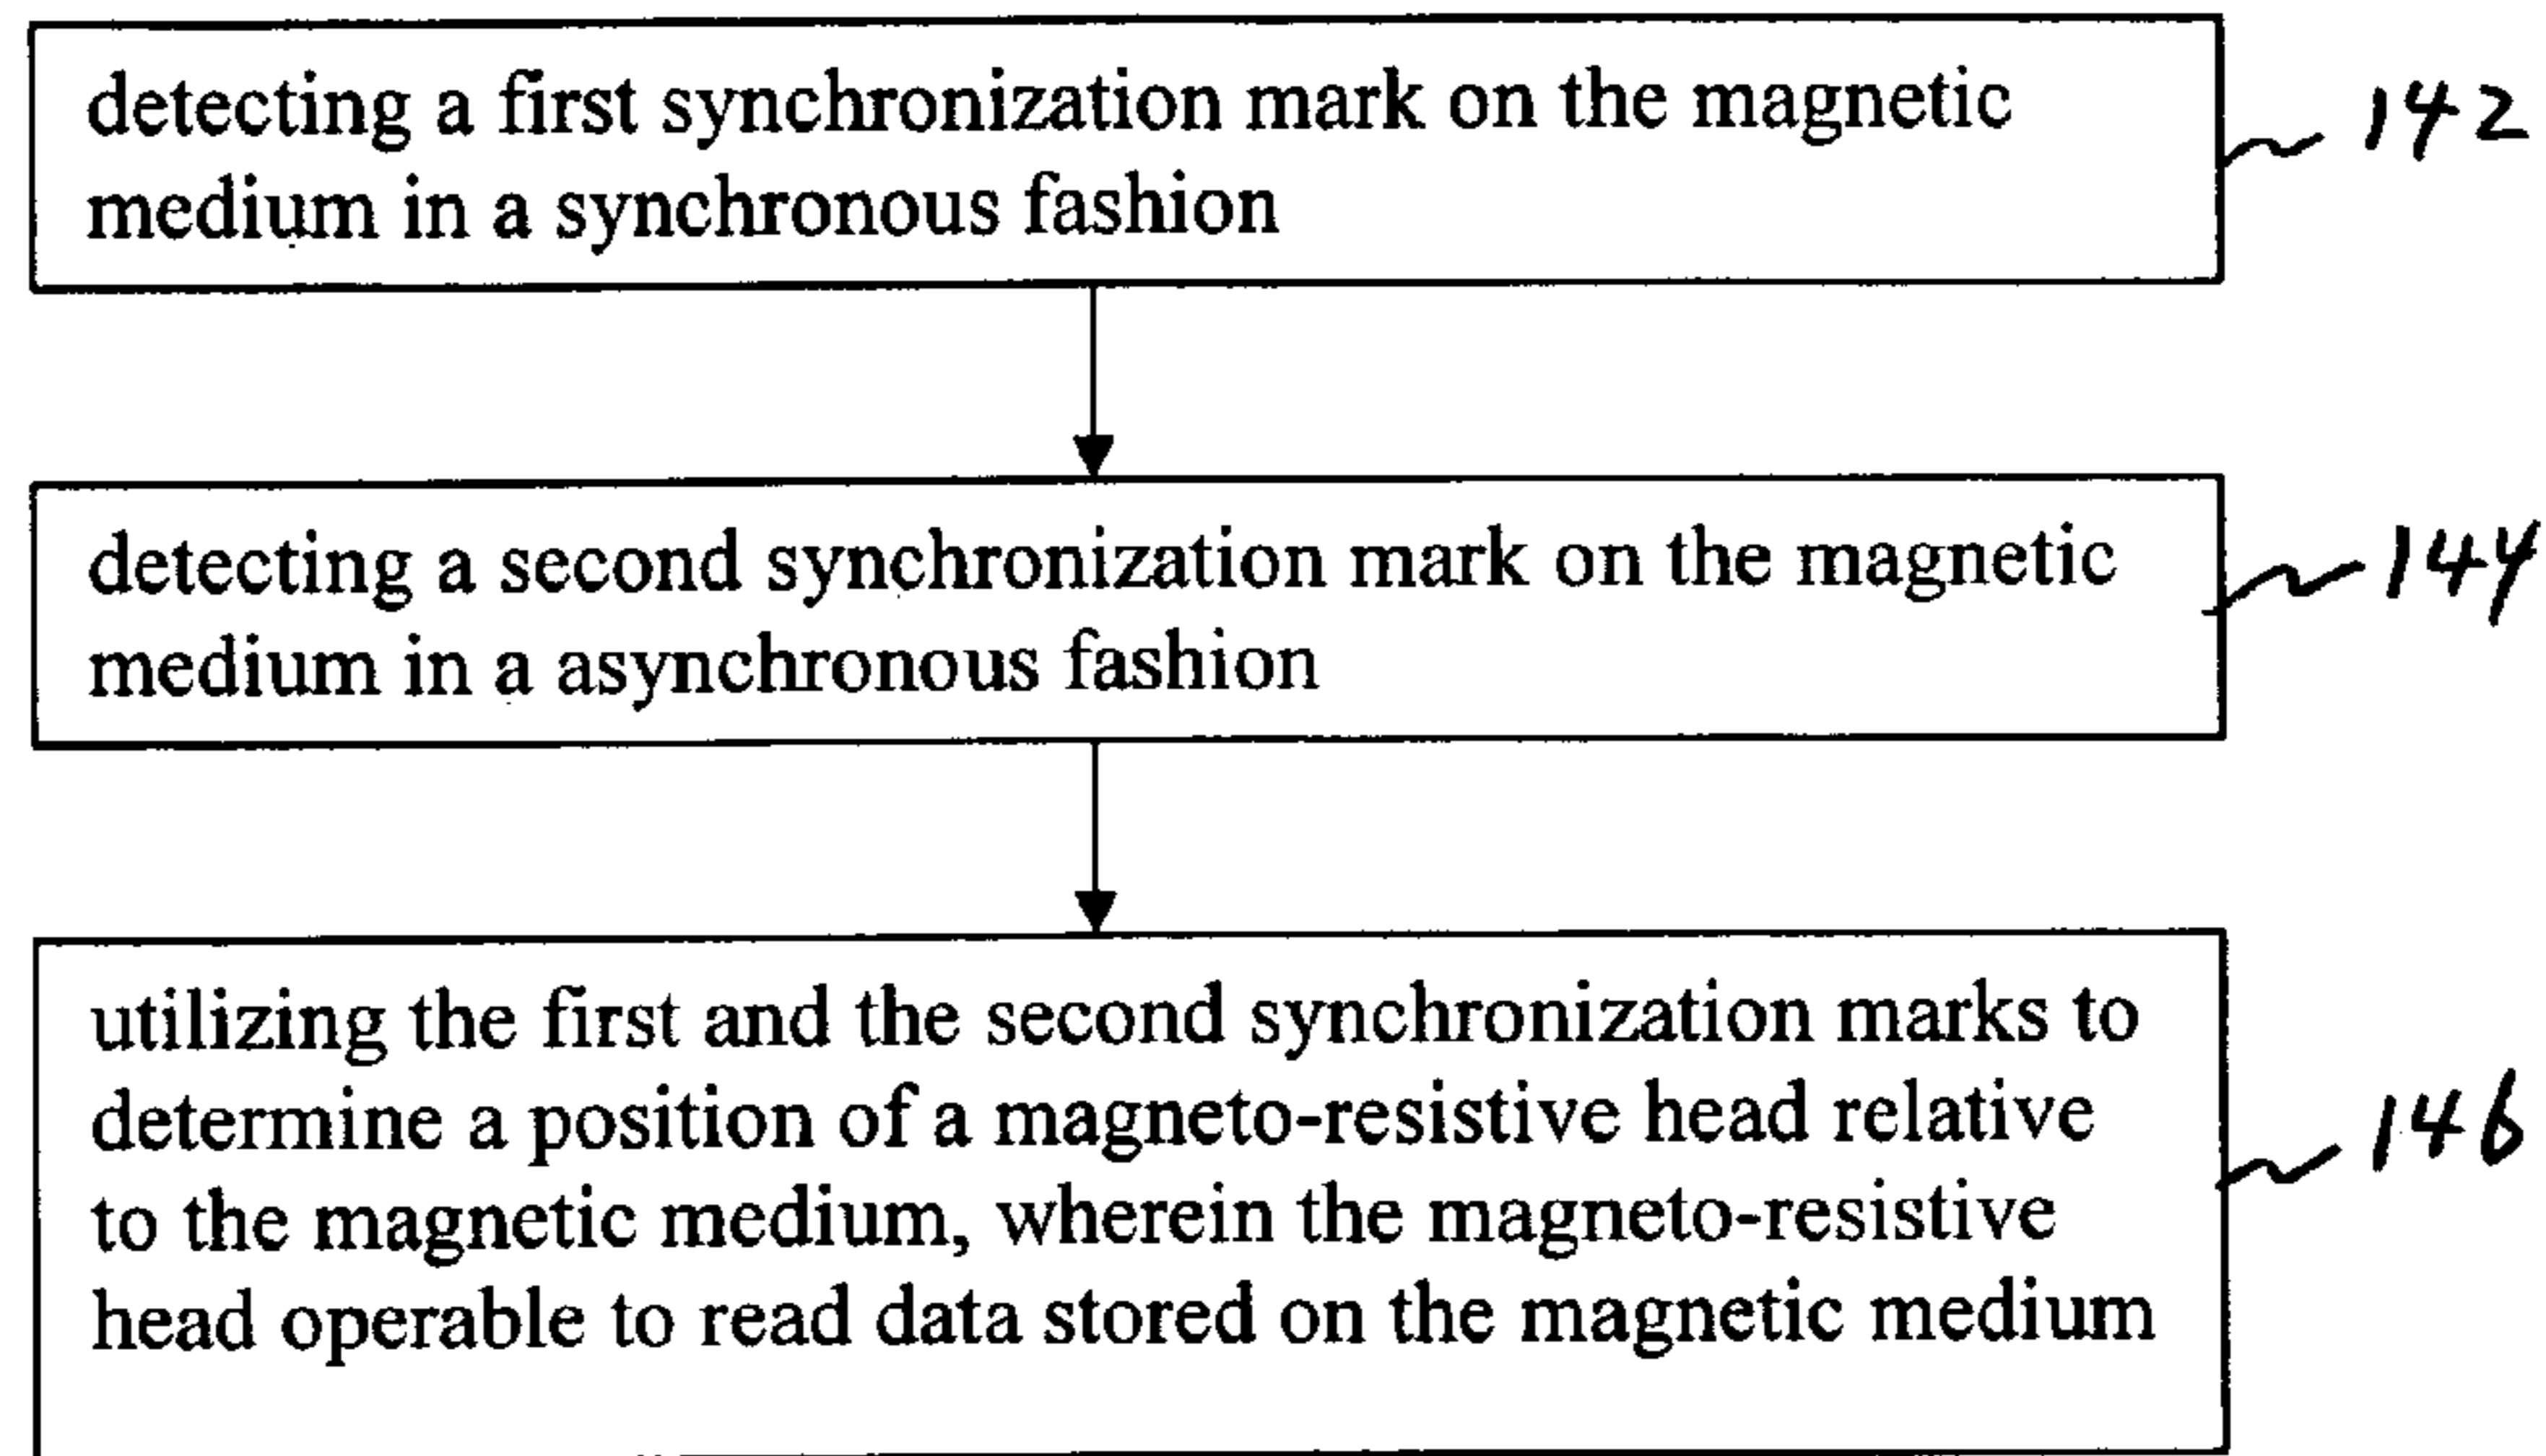 detecting a first synchronization mark on the magnetic
medium in a synchronous fashion
142
detecting a second synchronization mark on the magnetic
medium in a asynchronous fashion
144
utilizing the first and the second synchronization marks to
determine a position of a magneto-resistive head relative
to the magnetic medium, wherein the magneto-resistive
head operable to read data stored on the magnetic medium
146